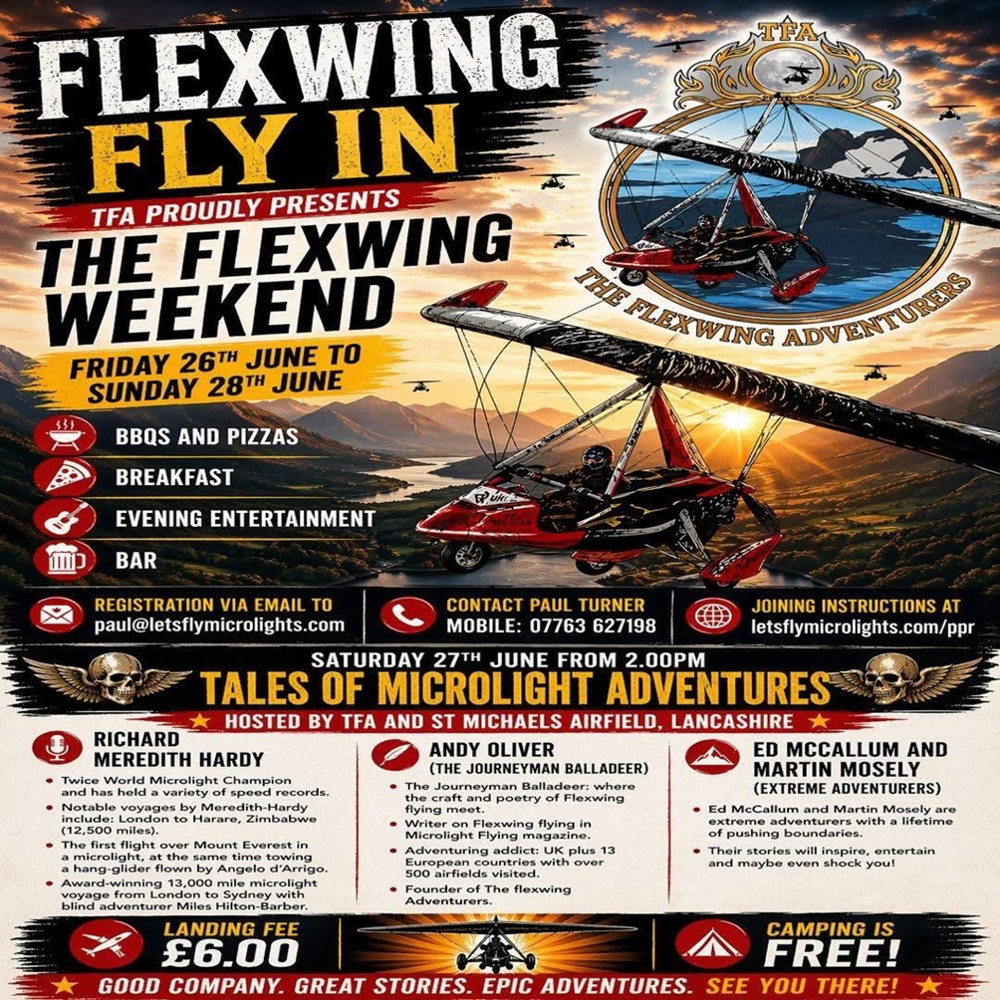 FLEXWING
FLY IN
TFA PROUDLY PRESENTS
THE FLEXWING
WEEKEND
FRIDAY 26TH JUNE TO
SUNDAY 28TH JUNE
TFA
THE FLEXWING ADVENTURERS
BBQS AND PIZZAS
BREAKFAST
EVENING ENTERTAINMENT
BAR
REGISTRATION VIA EMAIL TO
paul@letsflymicrolights.com
CONTACT PAUL TURNER
MOBILE: 07763 627198
JOINING INSTRUCTIONS AT
letsflymicrolights.com/ppr
SATURDAY 27TH JUNE FROM 2.00PM
TALES OF MICROLIGHT ADVENTURES
HOSTED BY TFA AND ST MICHAELS AIRFIELD, LANCASHIRE
RICHARD
MEREDITH HARDY
• Twice World Microlight Champion
and has held a variety of speed records.
• Notable voyages by Meredith-Hardy
include: London to Harare, Zimbabwe
(12,500 miles).
• The first flight over Mount Everest in
a microlight, at the same time towing
a hang-glider flown by Angelo d'Arrigo.
• Award-winning 13,000 mile microlight
voyage from London to Sydney with
blind adventurer Miles Hilton-Barber.
ANDY OLIVER
(THE JOURNEYMAN BALLADEER)
• The Journeyman Balladeer: where
the craft and poetry of Flexwing
flying meet.
• Writer on Flexwing flying in
Microlight Flying magazine.
• Adventuring addict: UK plus 13
European countries with over
500 airfields visited.
• Founder of The flexwing
Adventurers.
ED MCCALLUM AND
MARTIN MOSELY
(EXTREME ADVENTURERS)
• Ed McCallum and Martin Mosely are
extreme adventurers with a lifetime
of pushing boundaries.
• Their stories will inspire, entertain
and maybe even shock you!
LANDING FEE
£6.00
CAMPING IS
FREE!
GOOD COMPANY. GREAT STORIES. EPIC ADVENTURES. SEE YOU THERE!